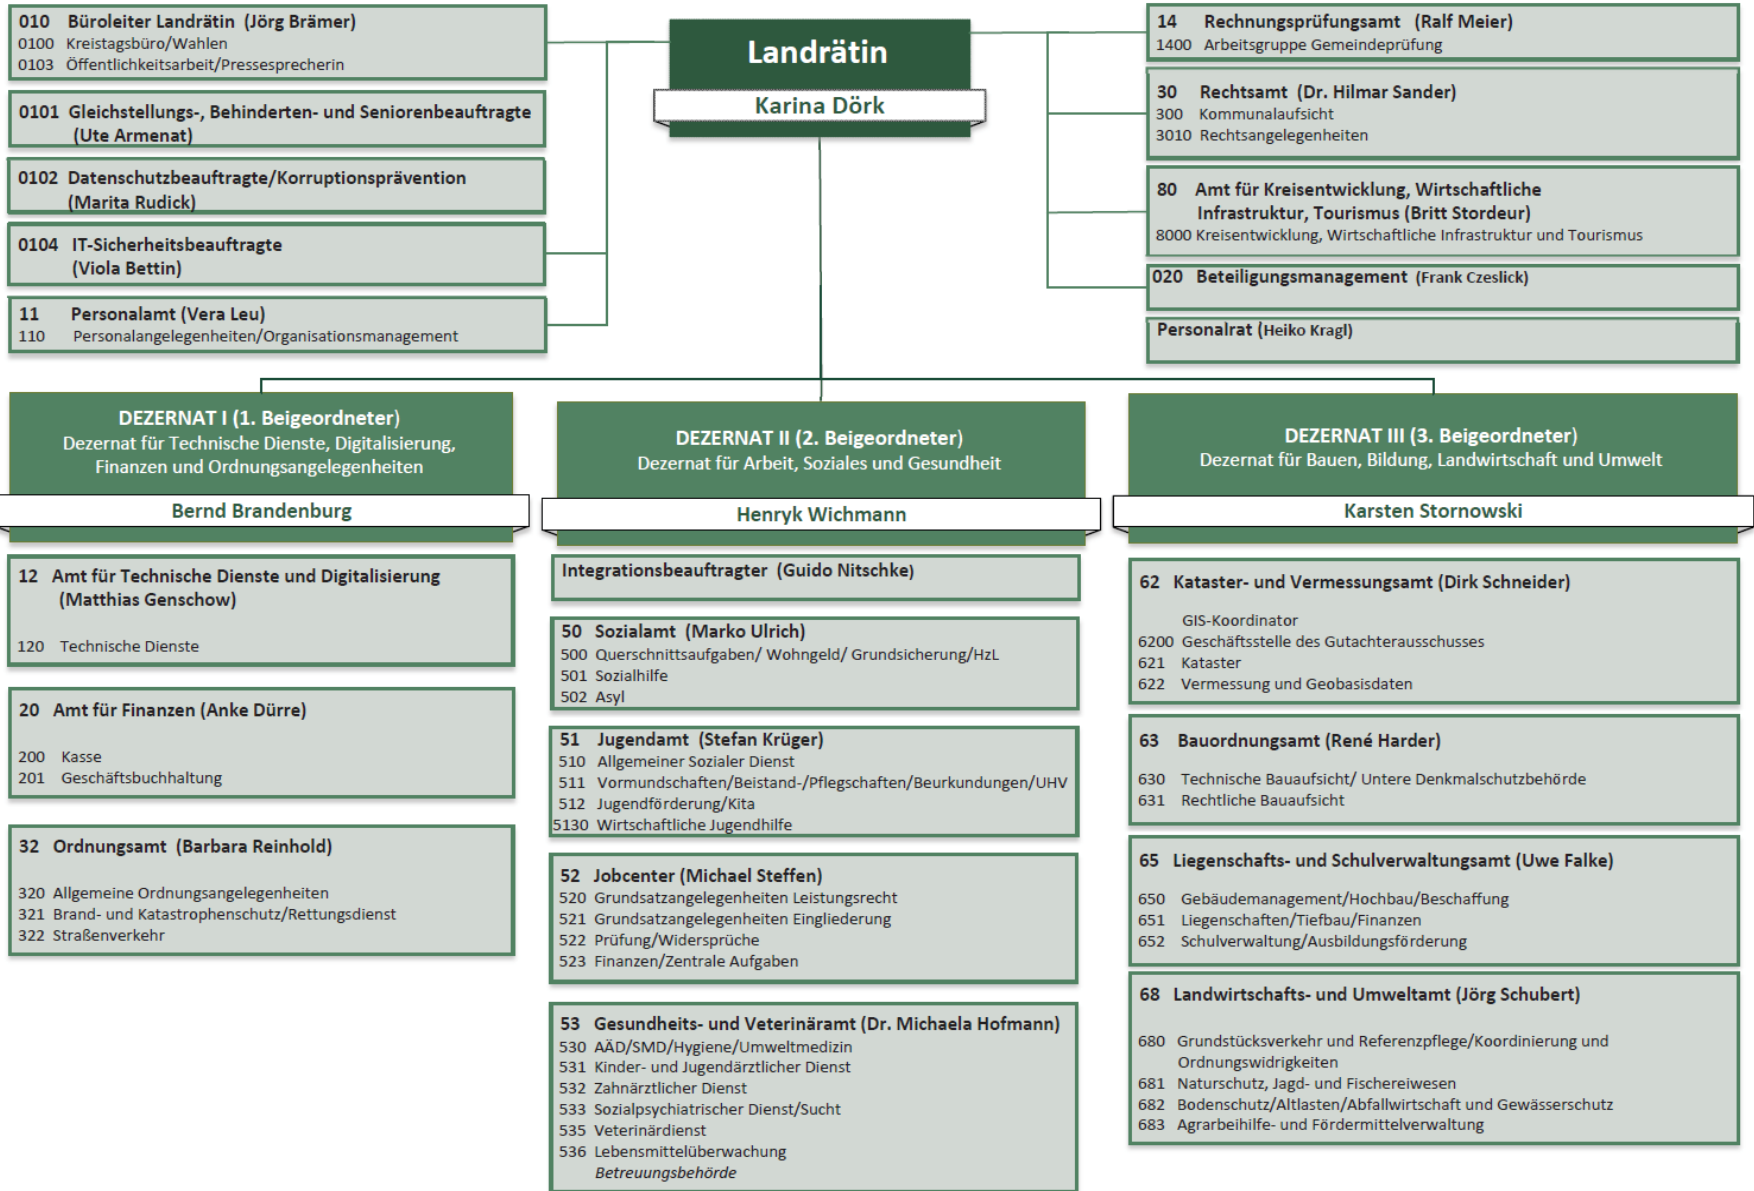 010 Büroleiter Landrätin (Jörg Brämer)
0100 Kreistagsbüro/Wahlen
0103 Öffentlichkeitsarbeit/Pressesprecherin
0101 Gleichstellungs-, Behinderten- und Seniorenbeauftragte
(Ute Armenat)
0102 Datenschutzbeauftragte/Korruptionsprävention
(Marita Rudick)
0104 IT-Sicherheitsbeauftragte
(Viola Bettin)
11 Personalamt (Vera Leu)
110 Personalangelegenheiten/Organisationsmanagement
Landrätin
Karina Dörk
14 Rechnungsprüfungsamt (Ralf Meier)
1400 Arbeitsgruppe Gemeindeprüfung
30 Rechtsamt (Dr. Hilmar Sander)
300 Kommunalaufsicht
3010 Rechtsangelegenheiten
80 Amt für Kreisentwicklung, Wirtschaftliche
Infrastruktur, Tourismus (Britt Stordeur)
8000 Kreisentwicklung, Wirtschaftliche Infrastruktur und Tourismus
020 Beteiligungsmanagement (Frank Czeslick)
Personalrat (Heiko Kragl)
DEZERNAT I (1. Beigeordneter)
Dezernat für Technische Dienste, Digitalisierung,
Finanzen und Ordnungsangelegenheiten
Bernd Brandenburg
12 Amt für Technische Dienste und Digitalisierung
(Matthias Genschow)
120 Technische Dienste
20 Amt für Finanzen (Anke Dürre)
200 Kasse
201 Geschäftsbuchhaltung
32 Ordnungsamt (Barbara Reinhold)
320 Allgemeine Ordnungsangelegenheiten
321 Brand- und Katastrophenschutz/Rettungsdienst
322 Straßenverkehr
DEZERNAT II (2. Beigeordneter)
Dezernat für Arbeit, Soziales und Gesundheit
Henryk Wichmann
Integrationsbeauftragter (Guido Nitschke)
50 Sozialamt (Marko Ulrich)
500 Querschnittsaufgaben/ Wohngeld/ Grundsicherung/HzL
501 Sozialhilfe
502 Asyl
51 Jugendamt (Stefan Krüger)
510 Allgemeiner Sozialer Dienst
511 Vormundschaften/Beistand-/Pflegschaften/Beurkundungen/UHV
512 Jugendförderung/Kita
5130 Wirtschaftliche Jugendhilfe
52 Jobcenter (Michael Steffen)
520 Grundsatzangelegenheiten Leistungsrecht
521 Grundsatzangelegenheiten Eingliederung
522 Prüfung/Widersprüche
523 Finanzen/Zentrale Aufgaben
53 Gesundheits- und Veterinäramt (Dr. Michaela Hofmann)
530 AÄD/SMD/Hygiene/Umweltmedizin
531 Kinder- und Jugendärztlicher Dienst
532 Zahnärztlicher Dienst
533 Sozialpsychiatrischer Dienst/Sucht
535 Veterinärdienst
536 Lebensmittelüberwachung
Betreuungsbehörde
DEZERNAT III (3. Beigeordneter)
Dezernat für Bauen, Bildung, Landwirtschaft und Umwelt
Karsten Stornowski
62 Kataster- und Vermessungsamt (Dirk Schneider)
GIS-Koordinator
6200 Geschäftsstelle des Gutachterausschusses
621 Kataster
622 Vermessung und Geobasisdaten
63 Bauordnungsamt (René Harder)
630 Technische Bauaufsicht/ Untere Denkmalschutzbehörde
631 Rechtliche Bauaufsicht
65 Liegenschafts- und Schulverwaltungsamt (Uwe Falke)
650 Gebäudemanagement/Hochbau/Beschaffung
651 Liegenschaften/Tiefbau/Finanzen
652 Schulverwaltung/Ausbildungsförderung
68 Landwirtschafts- und Umweltamt (Jörg Schubert)
680 Grundstücksverkehr und Referenzpflege/Koordinierung und
Ordnungswidrigkeiten
681 Naturschutz, Jagd- und Fischereiwesen
682 Bodenschutz/Altlasten/Abfallwirtschaft und Gewässerschutz
683 Agrarbeihilfe- und Fördermittelverwaltung